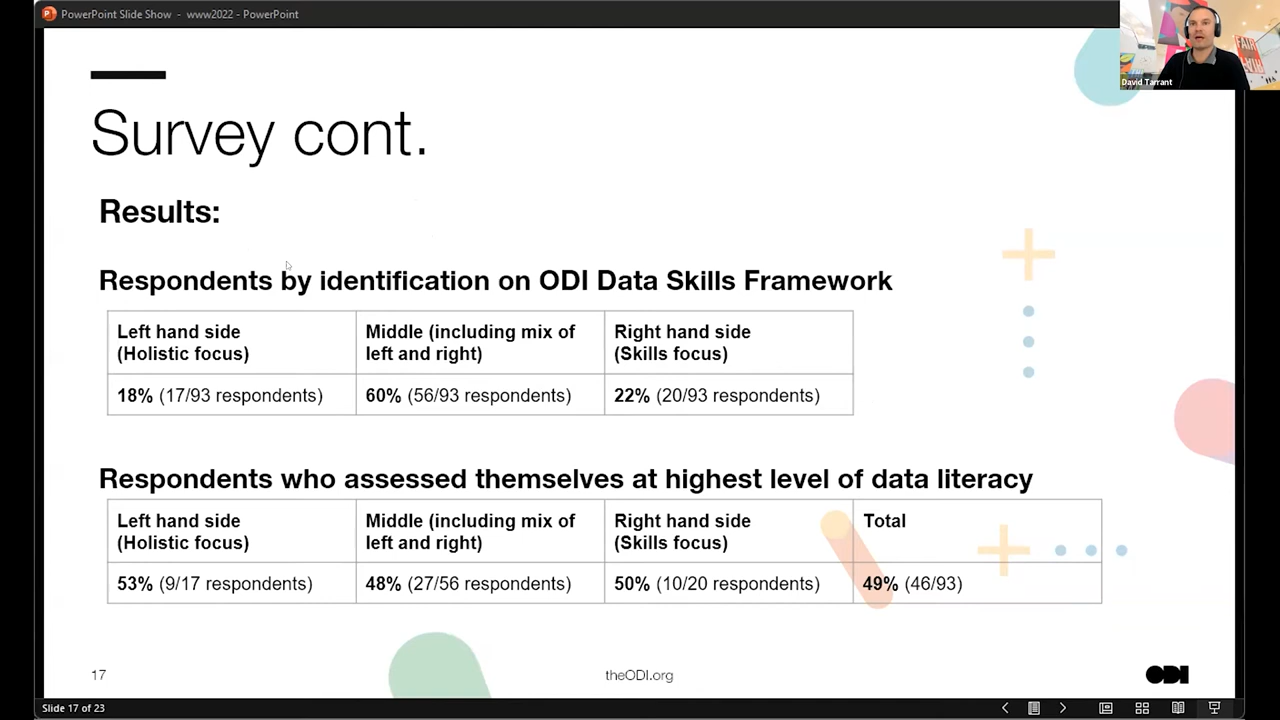 PowerPoint Slide Show - www2022 - PowerPoint
David Tarrant
Survey cont.
Results:
Respondents by identification on ODI Data Skills Framework
Left hand side
(Holistic focus)
Middle (including mix of
left and right)
Right hand side
(Skills focus)
18% (17/93 respondents)
60% (56/93 respondents)
22% (20/93 respondents)
Respondents who assessed themselves at highest level of data literacy
Left hand side
(Holistic focus)
Middle (including mix of
left and right)
Right hand side
(Skills focus)
Total
53% (9/17 respondents)
48% (27/56 respondents)
50% (10/20 respondents)
49% (46/93)
17
theODI.org
ODI
Slide 17 of 23